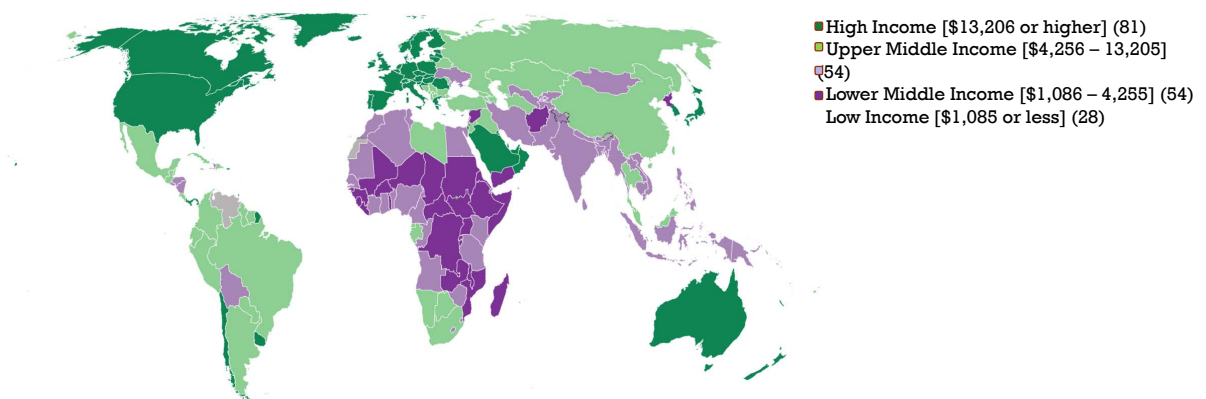 High Income [$13,206 or higher] (81)
Upper Middle Income [$4,256 – 13,205]
(54)
Lower Middle Income [$1,086 – 4,255] (54)
Low Income [$1,085 or less] (28)